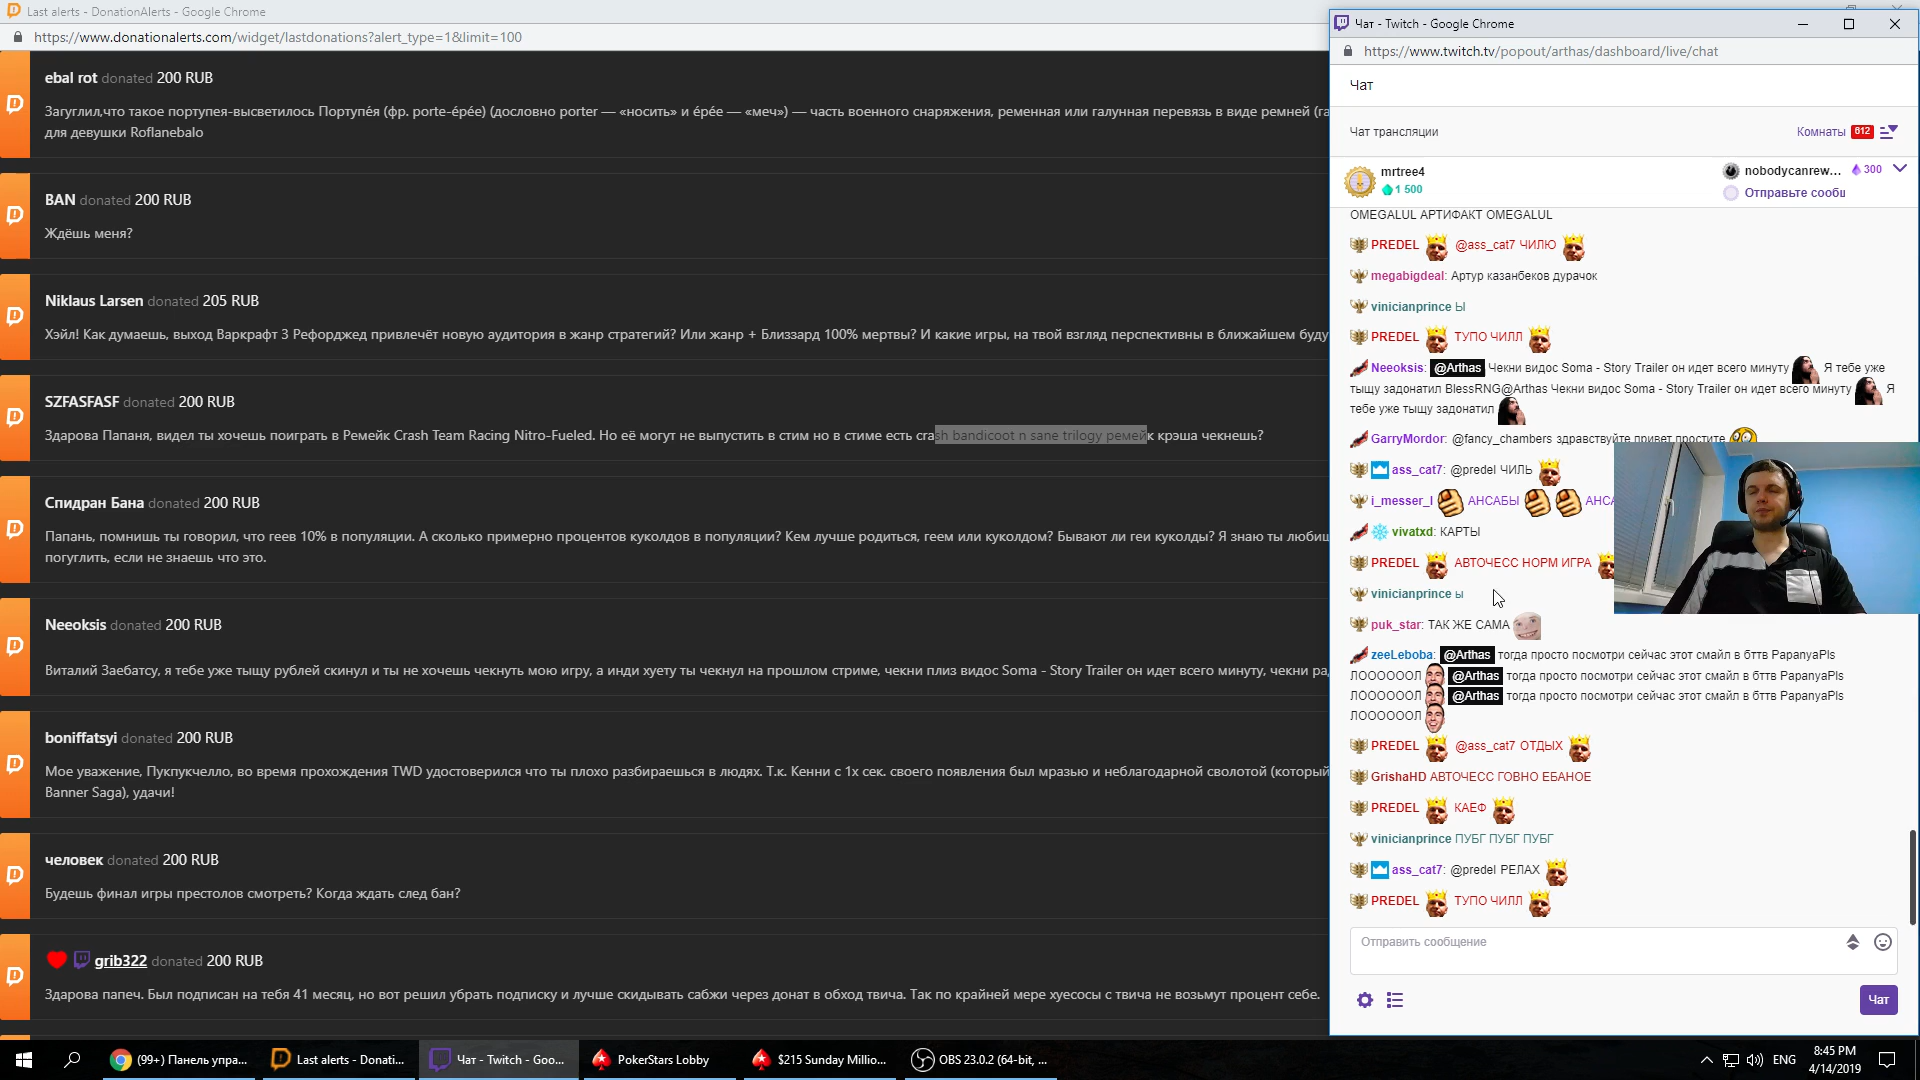 Last alerts - DonationAlerts - Google Chrome
https://www.donationalerts.com/widget/lastdonations?alert_type=1&limit=100
ebal rot donated 200 RUB
Загуглил,что такое портупея-высветилось Портупе́я (фр. porte-épée) (дословно porter — «носить» и épée — «меч») — часть военного снаряжения, ременная или галунная перевязь в виде ремней (га
для девушки Roflanebalo
BAN donated 200 RUB
Ждёшь меня?
Niklaus Larsen donated 205 RUB
Хэйл! Как думаешь, выход Варкрафт 3 Рефорджед привлечёт новую аудитория в жанр стратегий? Или жанр + Близзард 100% мертвы? И какие игры, на твой взгляд перспективны в ближайшем буду
SZFASFASF donated 200 RUB
Здарова Папаня, видел ты хочешь поиграть в Ремейк Crash Team Racing Nitro-Fueled. Но её могут не выпустить в стим но в стиме есть crash bandicoot n sane trilogy ремейк крэша чекнешь?
Спидран Бана donated 200 RUB
Папань, помнишь ты говорил, что геев 10% в популяции. А сколько примерно процентов куколдов в популяции? Кем лучше родиться, геем или куколдом? Бывают ли геи куколды? Я знаю ты любиш
погуглить, если не знаешь что это.
Neeoksis donated 200 RUB
Виталий Заебатсу, я тебе уже тыщу рублей скинул и ты не хочешь чекнуть мою игру, а инди хуету ты чекнул на прошлом стриме, чекни плиз видос Soma - Story Trailer он идет всего минуту, чекни ра
boniffatsyi donated 200 RUB
Мое уважение, Пукпукчелло, во время прохождения TWD удостоверился что ты плохо разбираешься в людях. Т.к. Кенни с 1х сек. своего появления был мразью и неблагодарной сволотой (который
Banner Saga), удачи!
человек donated 200 RUB
Будешь финал игры престолов смотреть? Когда ждать след бан?
grib322 donated 200 RUB
Здарова папеч. Был подписан на тебя 41 месяц, но вот решил убрать подписку и лучше скидывать сабжи через донат в обход твича. Так по крайней мере хуесосы с твича не возьмут процент себе.
Чат - Twitch - Google Chrome
https://www.twitch.tv/popout/arthas/dashboard/live/chat
Чат
Чат трансляции
Комнаты 612
mrtree4
1 500
nobodycanrew... 300
Отправьте сообщ
OMEGALUL АРТИФАКТ OMEGALUL
PREDEL @ass_cat7 ЧИЛЮ
megabigdeal: Артур казанбеков дурачок
vinicianprince Ы
PREDEL ТУПО ЧИЛЛ
Neeoksis: @Arthas Чекни видос Soma - Story Trailer он идет всего минуту Я тебе уже
тыщу задонатил BlessRNG@Arthas Чекни видос Soma - Story Trailer он идет всего минуту Я
тебе уже тыщу задонатил
GarryMordor: @fancy_chambers здравствуйте привет простите
ass_cat7: @predel ЧИЛЬ
i_messer_I АНСАБЫ АНСА
vivatxd: КАРТЫ
PREDEL АВТОЧЕСС НОРМ ИГРА
vinicianprince ы
puk_star: ТАК ЖЕ САМА
zeeLeboba: @Arthas тогда просто посмотри сейчас этот смайл в бттв PapanyaPls
ЛООООООЛ @Arthas тогда просто посмотри сейчас этот смайл в бттв PapanyaPls
ЛООООООЛ @Arthas тогда просто посмотри сейчас этот смайл в бттв PapanyaPls
ЛООООООЛ
PREDEL @ass_cat7 ОТДЫХ
GrishaHD АВТОЧЕСС ГОВНО ЕБАНОЕ
PREDEL КАЕФ
vinicianprince ПУБГ ПУБГ ПУБГ
ass_cat7: @predel РЕЛАХ
PREDEL ТУПО ЧИЛЛ
Отправить сообщение
Чат
(99+) Панель упра...
Last alerts - Donati...
Чат - Twitch - Goo...
PokerStars Lobby
$215 Sunday Millio...
OBS 23.0.2 (64-bit, ...
ENG
8:45 PM
4/14/2019